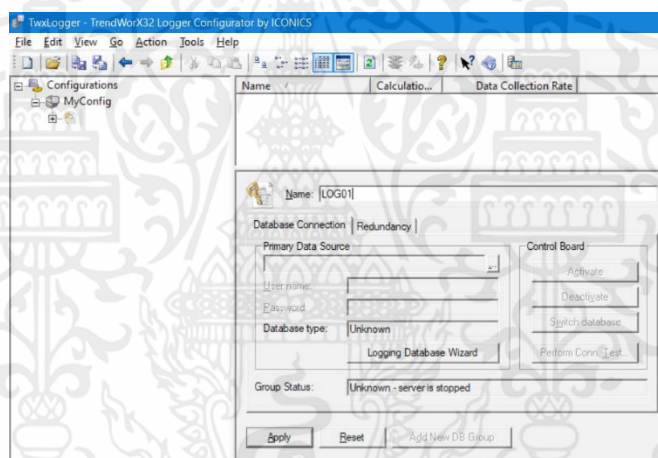 TwxLogger - TrendWorX32 Logger Configurator by ICONICS
File Edit View Go Action Tools Help
Configurations
MyConfig
Name Calculatio... Data Collection Rate
Name: LOG01
Database Connection Redundancy
Primary Data Source
Control Board
...
Activate
User name:
Deactivate
Password
Switch database
Database type: Unknown
Logging Database Wizard
Perform Conn. Test...
Group Status: Unknown - server is stopped
Apply Reset Add New DB Group